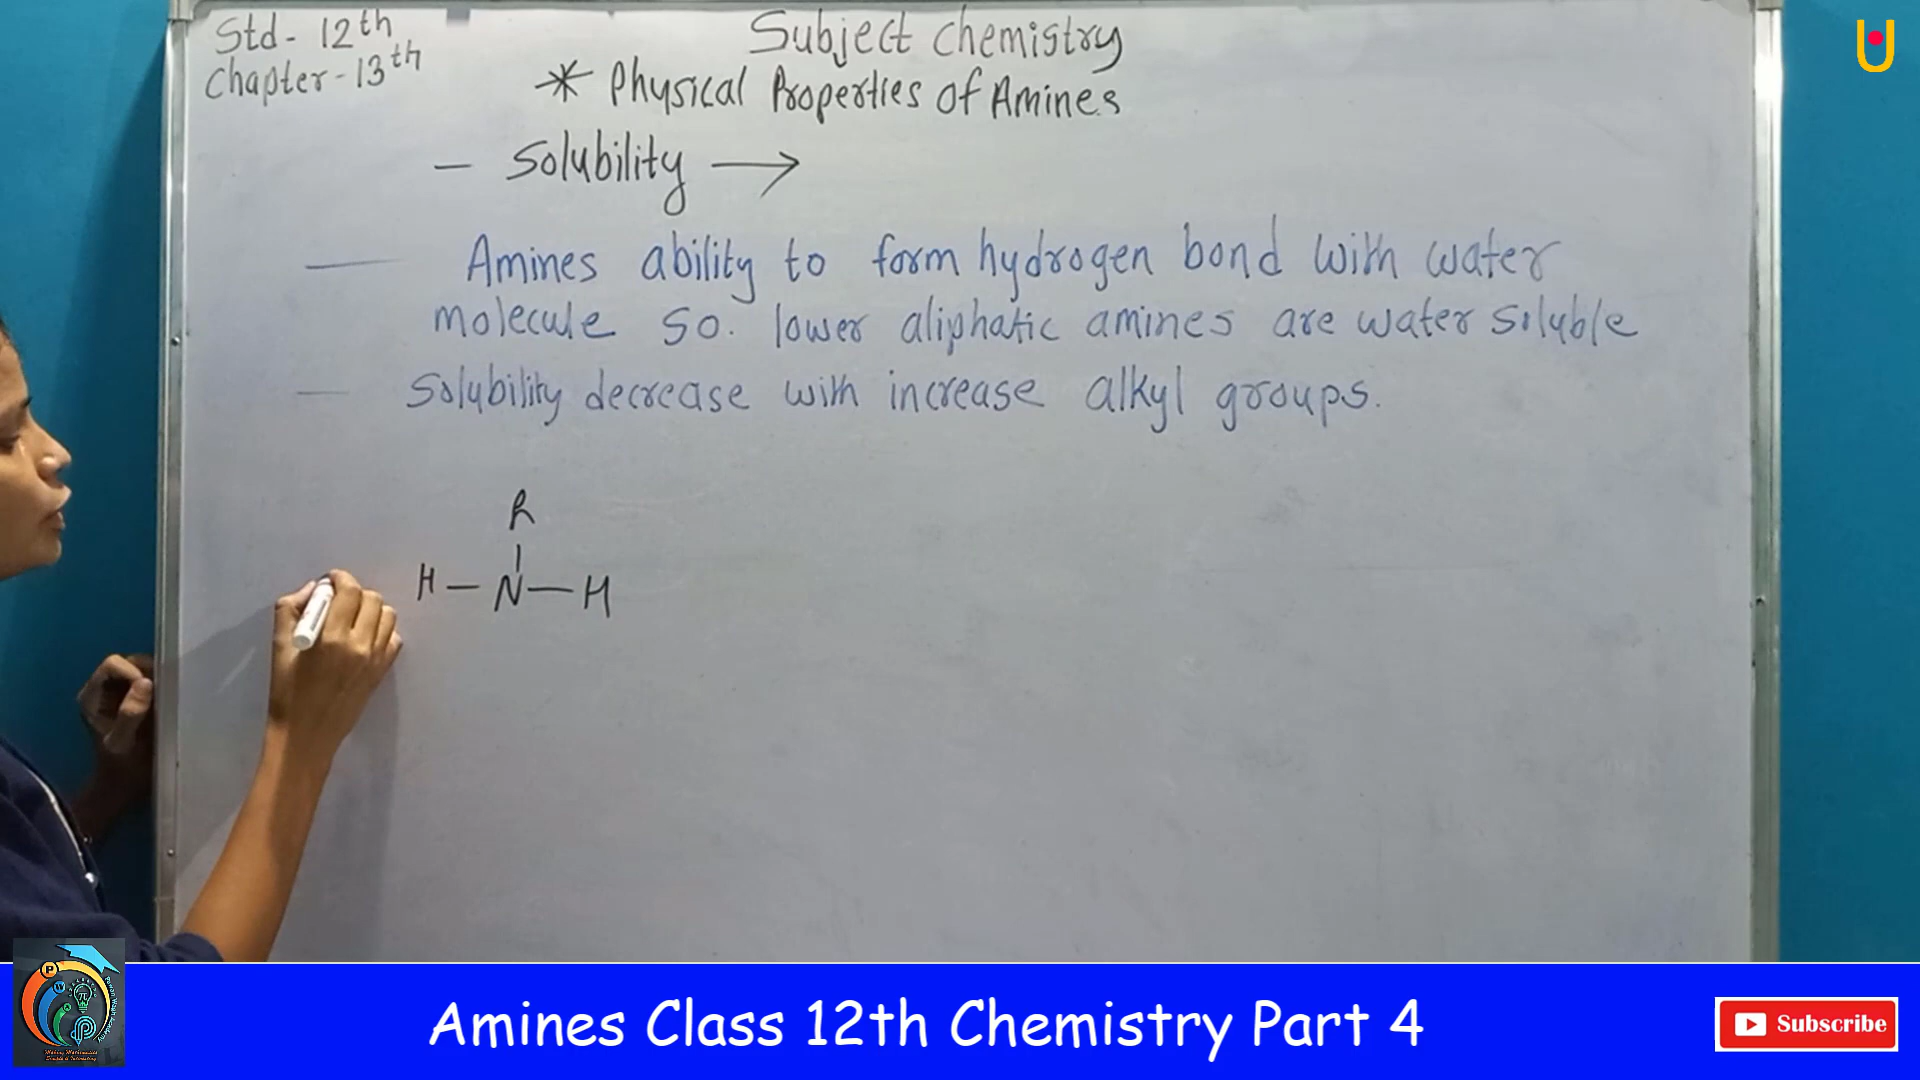 Std- 12th
Chapter-13th
Subject Chemistry
* Physical Properties of Amines
- Solubility →
— Amines ability to form hydrogen bond with water
molecule so. lower aliphatic amines are water soluble
— Solubility decrease with increase alkyl groups.
R
H — N — H
Amines Class 12th Chemistry Part 4
Subscribe